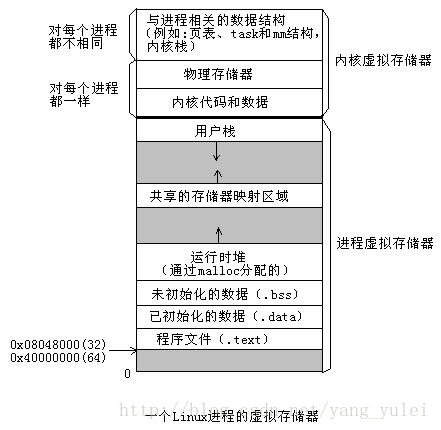 对每个进程
都不相同
与进程相关的数据结构
(例如:页表、task和mm结构,
内核栈)
内核虚拟存储器
对每个进程
都一样
物理存储器
内核代码和数据
用户栈
共享的存储器映射区域
进程虚拟存储器
运行时堆
(通过malloc分配的)
未初始化的数据(.bss)
已初始化的数据(.data)
程序文件(.text)
0x08048000(32)
0x40000000(64)
0
一个Linux进程的虚拟存储器
http://blog.csdn.net/yang_yulei